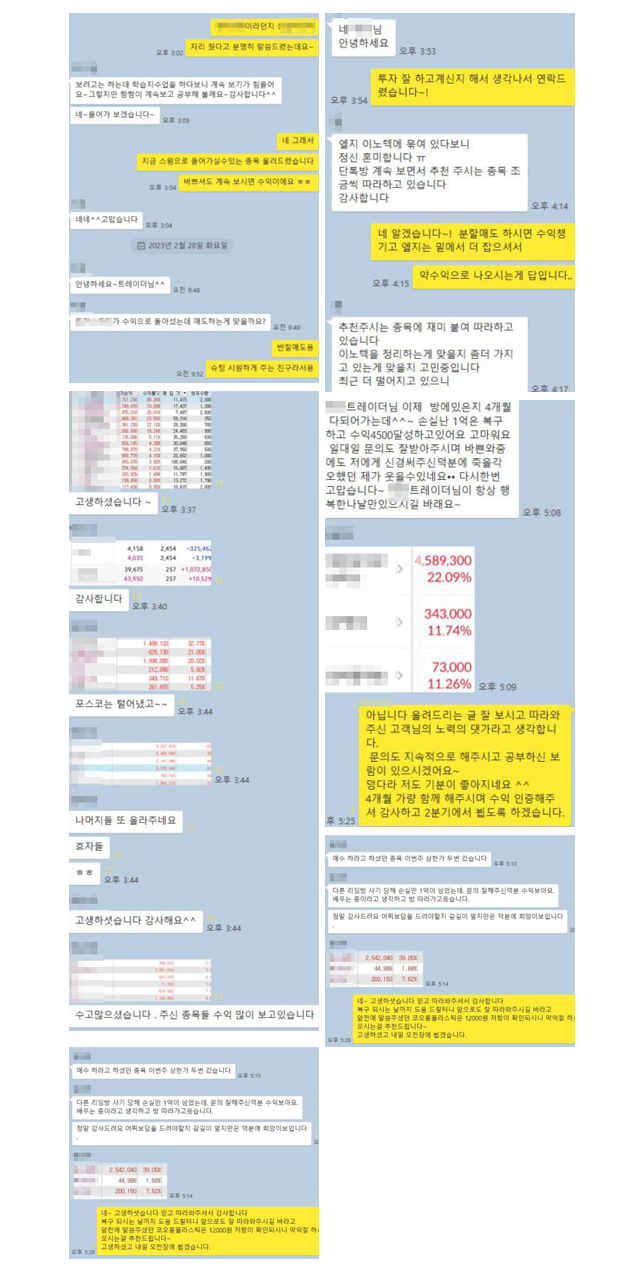 이라던지 성
자리 줬다고 분명히 말씀드렸는데요~
오후 3:02
보려고는 하는데 학습지수업을 하다보니 계속 보기가 힘들어
요~그렇지만 짬짬이 계속보고 공부해 볼께요~감사합니다^^
네~들어가 보겠습니다~
오후 3:03
네 그래서
지금 스윙으로 들어가실수있는 종목 올려드렸습니다
바쁘셔도 계속 보시면 수익이에요 ㅎㅎ
오후 3:04
네네^^고맙습니다
오후 3:04
2023년 2월 28일 화요일
안녕하세요~트레이더님^^
오전 9:48
가 수익으로 돌아섰는데 매도하는게 맞을까요?
오전 9:49
반할매도용
슈팅 시원하게 주는 친구라서용
오전 9:52
고생하셨습니다 ~
오후 3:37
4,158 2,454 -325,462
4,035 2,454 -3,19%
39,675 257 +1,072,850
43,950 257 +10,52%
감사합니다
오후 3:40
1,499,133 32.17%
625,130 21.05%
1,998,080 20.02%
212,090 5.92%
349,710 11.67%
261,655 5.25%
포스코는 털어냈고~~
오후 3:44
오후 3:44
나머지들 또 올라주네요
효자들
ㅎㅎ
오후 3:44
고생하셧습니다 감사해요^^
오후 3:44
수고많으셨습니다 . 주신 종목들 수익 많이 보고있습니다
매수 하라고 하셨던 종목 이번주 상한가 두번 갔습니다
오후 5:10
다른 리딩방 사기 당해 손실만 1억이 넘었는데, 문의 잘해주신덕분 수익보아요.
배우는 중이라고 생각하고 방 따라가고있습니다.
정말 감사드려요 어찌보답을 드려야할지 갈길이 멀지만은 덕분에 희망이보입니다
.
2,542,040 39.05%
44,998 1.68%
200,150 7.62%
오후 5:14
네~ 고생하셧습니다 믿고 따라와주셔서 감사합니다
복구 되시는 날까지 도움 드릴터니 앞으로도 잘 따라와주시길 바라고
앞전에 말씀주셨던 코오롱플라스틱은 12000원 저항이 확인되시니 약익절 하시
오시는걸 추천드립니다~
고생하셨고 내일 오전장에 뵙겠습니다.
오후 5:28
네 님
안녕하세요
오후 3:53
투자 잘 하고계신지 해서 생각나서 연락드
렸습니다~!
오후 3:54
엘지 이노텍에 묶여 있다보니
정신 혼미합니다 ㅠ
단톡방 계속 보면서 추천 주시는 종목 조
금씩 따라하고 있습니다
감사합니다
오후 4:14
네 알겠습니다~! 분할매도 하시면 수익챙
기고 엘지는 밑에서 더 잡으셔서
약수익으로 나오시는게 답입니다..
오후 4:15
추천주시는 종목에 재미 붙여 따라하고
있습니다
이노텍을 정리하는게 맞을지 좀더 가지
고 있는게 맞을지 고민중입니다
최근 더 떨어지고 있으니
오후 4:17
트레이더님 이제 방에있은지 4개월
다되어가는데^^~ 손실난 1억은 복구
하고 수익4500달성하고있어요 고마워요
일대일 문의도 잘받아주시며 바쁜와중
에도 저에게 신경써주신덕분에 죽을각
오했던 제가 웃을수있네요•• 다시한번
고맙습니다~ 트레이더님이 항상 행
복한나날만있으시길 바래요~
오후 5:08
4,589,300
22.09%
343,000
11.74%
73,000
11.26%
오후 5:09
아닙니다 올려드리는 글 잘 보시고 따라와
주신 고객님의 노력의 댓가라고 생각합니
다.
문의도 지속적으로 해주시고 공부하신 보
람이 있으시겠어요~
덩다라 저도 기분이 좋아지네요 ^^
4개월 가량 함께 해주시며 수익 인증해주
셔 감사하고 2분기에서 뵙도록 하겠습니다.
후 5:25
매수 하라고 하셨던 종목 이번주 상한가 두번 갔습니다
오후 5:10
다른 리딩방 사기 당해 손실만 1억이 넘었는데, 문의 잘해주신덕분 수익보아요.
배우는 중이라고 생각하고 방 따라가고있습니다.
정말 감사드려요 어찌보답을 드려야할지 갈길이 멀지만은 덕분에 희망이보입니다
.
2,542,040 39.05%
44,998 1.68%
200,150 7.62%
오후 5:14
네~ 고생하셧습니다 믿고 따라와주셔서 감사합니다
복구 되시는 날까지 도움 드릴터니 앞으로도 잘 따라와주시길 바라고
앞전에 말씀주셨던 코오롱플라스틱은 12000원 저항이 확인되시니 약익절 하시
오시는걸 추천드립니다~
고생하셨고 내일 오전장에 뵙겠습니다.
오후 5:28